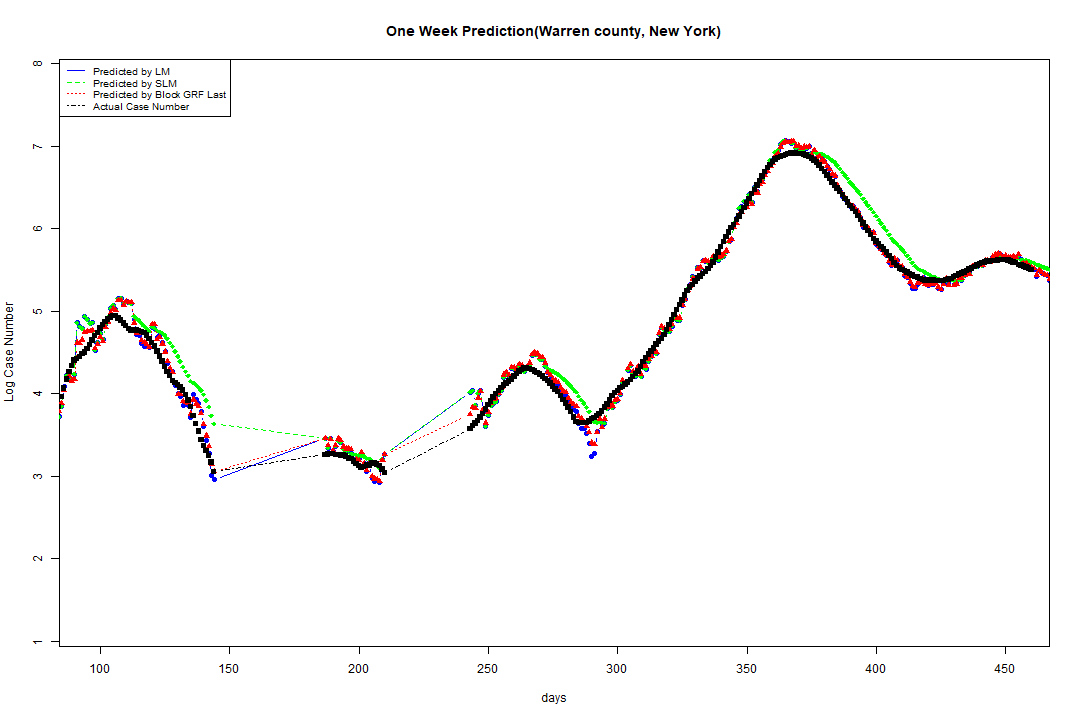 One Week Prediction(Warren county, New York)
Predicted by LM
Predicted by SLM
Predicted by Block GRF Last
Actual Case Number
8
7
6
5
4
3
2
1
Log Case Number
100 150 200 250 300 350 400 450
days